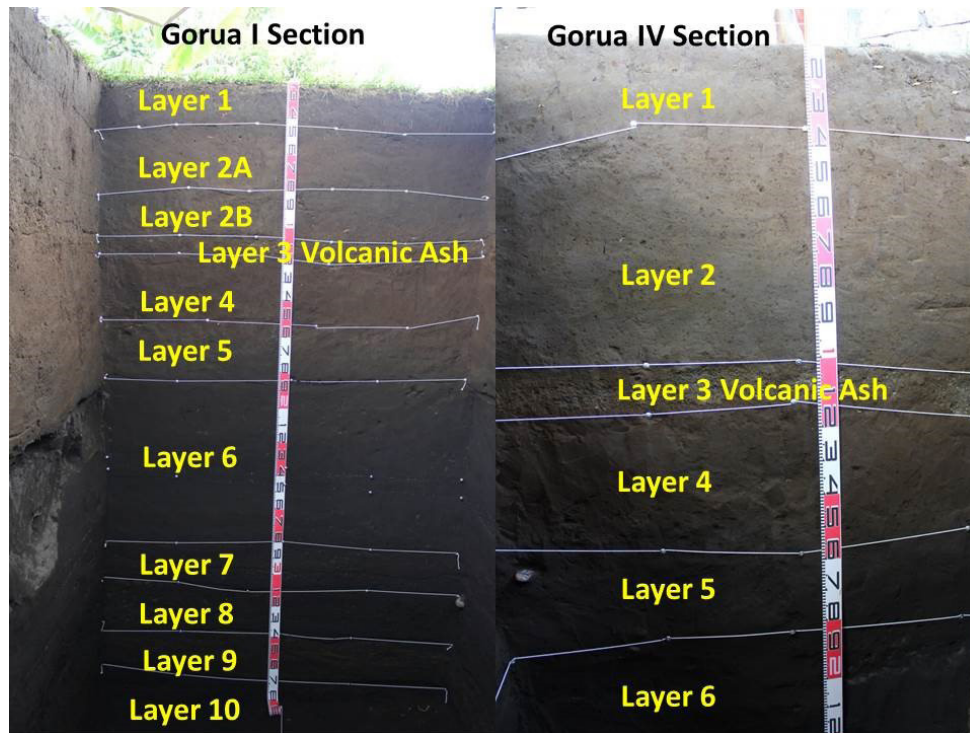 Gorua I Section
Layer 1
Layer 2A
Layer 2B
Layer 3 Volcanic Ash
Layer 4
Layer 5
Layer 6
Layer 7
Layer 8
Layer 9
Layer 10
Gorua IV Section
Layer 1
Layer 2
Layer 3 Volcanic Ash
Layer 4
Layer 5
Layer 6